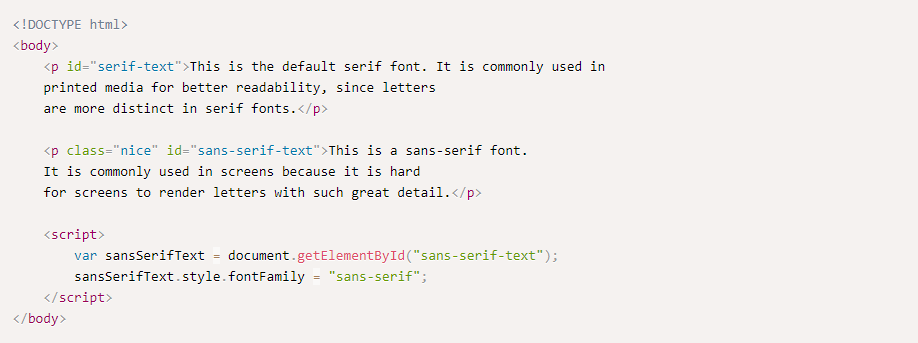 <!DOCTYPE html>
<body>
    <p id="serif-text">This is the default serif font. It is commonly used in
    printed media for better readability, since letters
    are more distinct in serif fonts.</p>

    <p class="nice" id="sans-serif-text">This is a sans-serif font.
    It is commonly used in screens because it is hard
    for screens to render letters with such great detail.</p>

    <script>
        var sansSerifText = document.getElementById("sans-serif-text");
        sansSerifText.style.fontFamily = "sans-serif";
    </script>
</body>